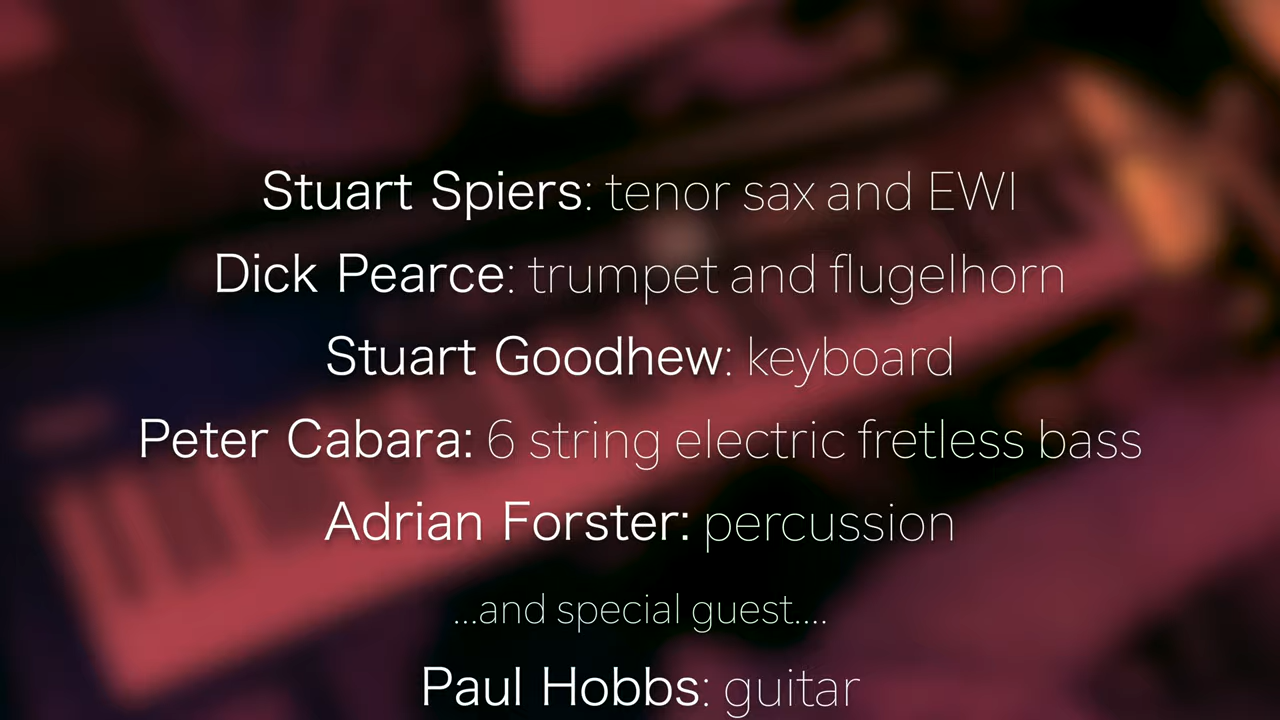 Stuart Spiers: tenor sax and EWI
Dick Pearce: trumpet and flugelhorn
Stuart Goodhew: keyboard
Peter Cabara: 6 string electric fretless bass
Adrian Forster: percussion
...and special guest....
Paul Hobbs: guitar